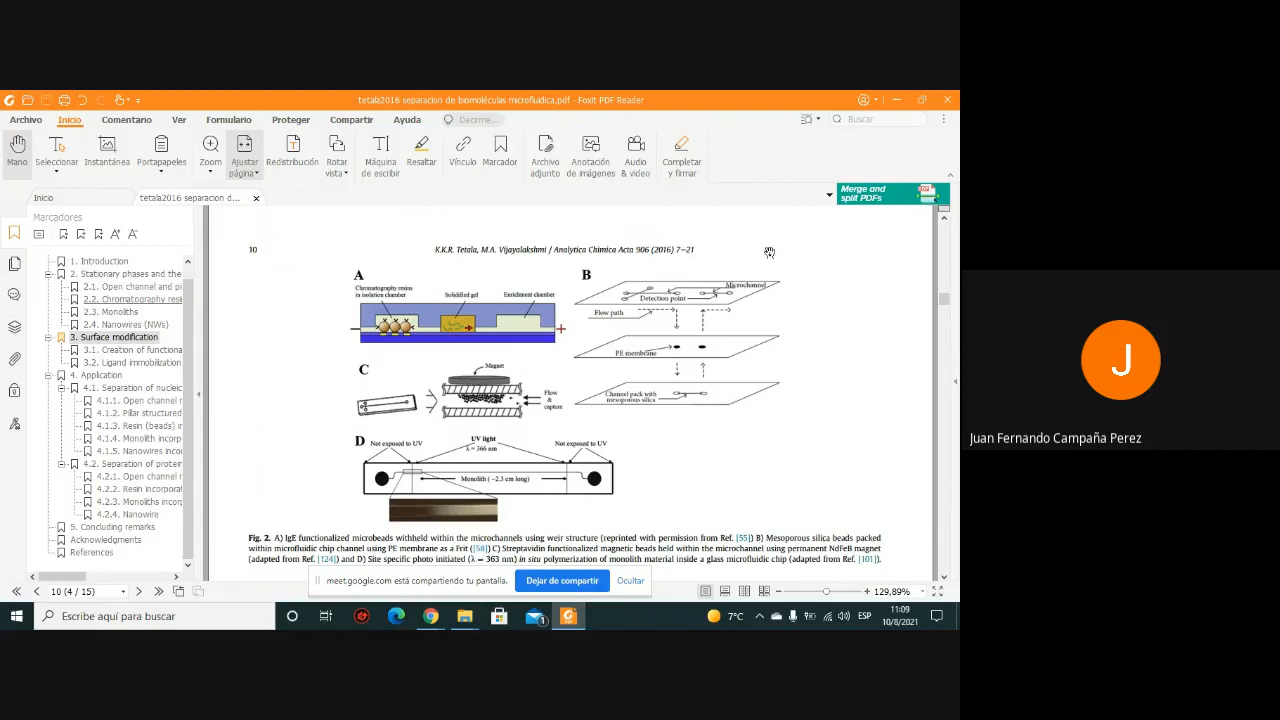 tetala2016 separacion de biomoléculas microfluidica.pdf - Foxit PDF Reader
Archivo Inicio Comentario Ver Formulario Proteger Compartir Ayuda Decirme... Buscar
Mano Seleccionar Instantánea Portapapeles Zoom Ajustar página Redistribución Rotar vista Máquina de escribir Resaltar Vínculo Marcador Archivo adjunto Anotación de imágenes Audio & video Completar y firmar
Inicio tetala2016 separacion d...
Merge and split PDFs
Marcadores
1. Introduction
2. Stationary phases and the
2.1. Open channel and pi
2.2. Chromatography resi
2.3. Monoliths
2.4. Nanowires (NWs)
3. Surface modification
3.1. Creation of functiona
3.2. Ligand immobilizatio
4. Application
4.1. Separation of nucleic
4.1.1. Open channel r
4.1.2. Pillar structured
4.1.3. Resin (beads) i
4.1.4. Monolith incorp
4.1.5. Nanowires inco
4.2. Separation of protein
4.2.1. Open channel r
4.2.2. Resin incorporat
4.2.3. Monoliths incorp
4.2.4. Nanowire
5. Concluding remarks
Acknowledgments
References
10 K.K.R. Tetala, M.A. Vijayalakshmi / Analytica Chimica Acta 906 (2016) 7–21
A
Chromatography resins in isolation chamber
Solidified gel
Enrichment chamber
B
Microchannel
Detection point
Flow path
PE membrane
Channel pack with mesoporous silica
C
Magnet
Flow & capture
D
Not exposed to UV
UV light
λ = 366 nm
Not exposed to UV
Monolith (~2.3 cm long)
Fig. 2. A) IgE functionalized microbeads withheld within the microchannels using weir structure (reprinted with permission from Ref. [55]) B) Mesoporous silica beads packed
within microfluidic chip channel using PE membrane as a Frit ([58]) C) Streptavidin functionalized magnetic beads held within the microchannel using permanent NdFeB magnet
(adapted from Ref. [124]) and D) Site specific photo initiated (λ = 363 nm) in situ polymerization of monolith material inside a glass microfluidic chip (adapted from Ref. [101]).
meet.google.com está compartiendo tu pantalla. Dejar de compartir Ocultar
10 (4 / 15) 129,89%
Escribe aquí para buscar
1
7°C
ESP
11:09
10/8/2021
J
Juan Fernando Campaña Perez